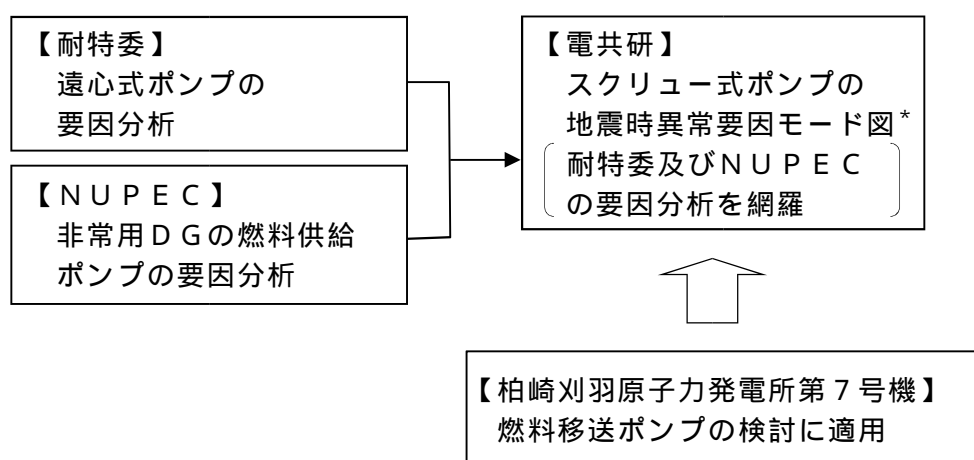 【耐特委】
遠心式ポンプの
要因分析
【ＮＵＰＥＣ】
非常用ＤＧの燃料供給
ポンプの要因分析
【電共研】
スクリュー式ポンプの
地震時異常要因モード図*
耐特委及びＮＵＰＥＣ
の要因分析を網羅
【柏崎刈羽原子力発電所第７号機】
燃料移送ポンプの検討に適用